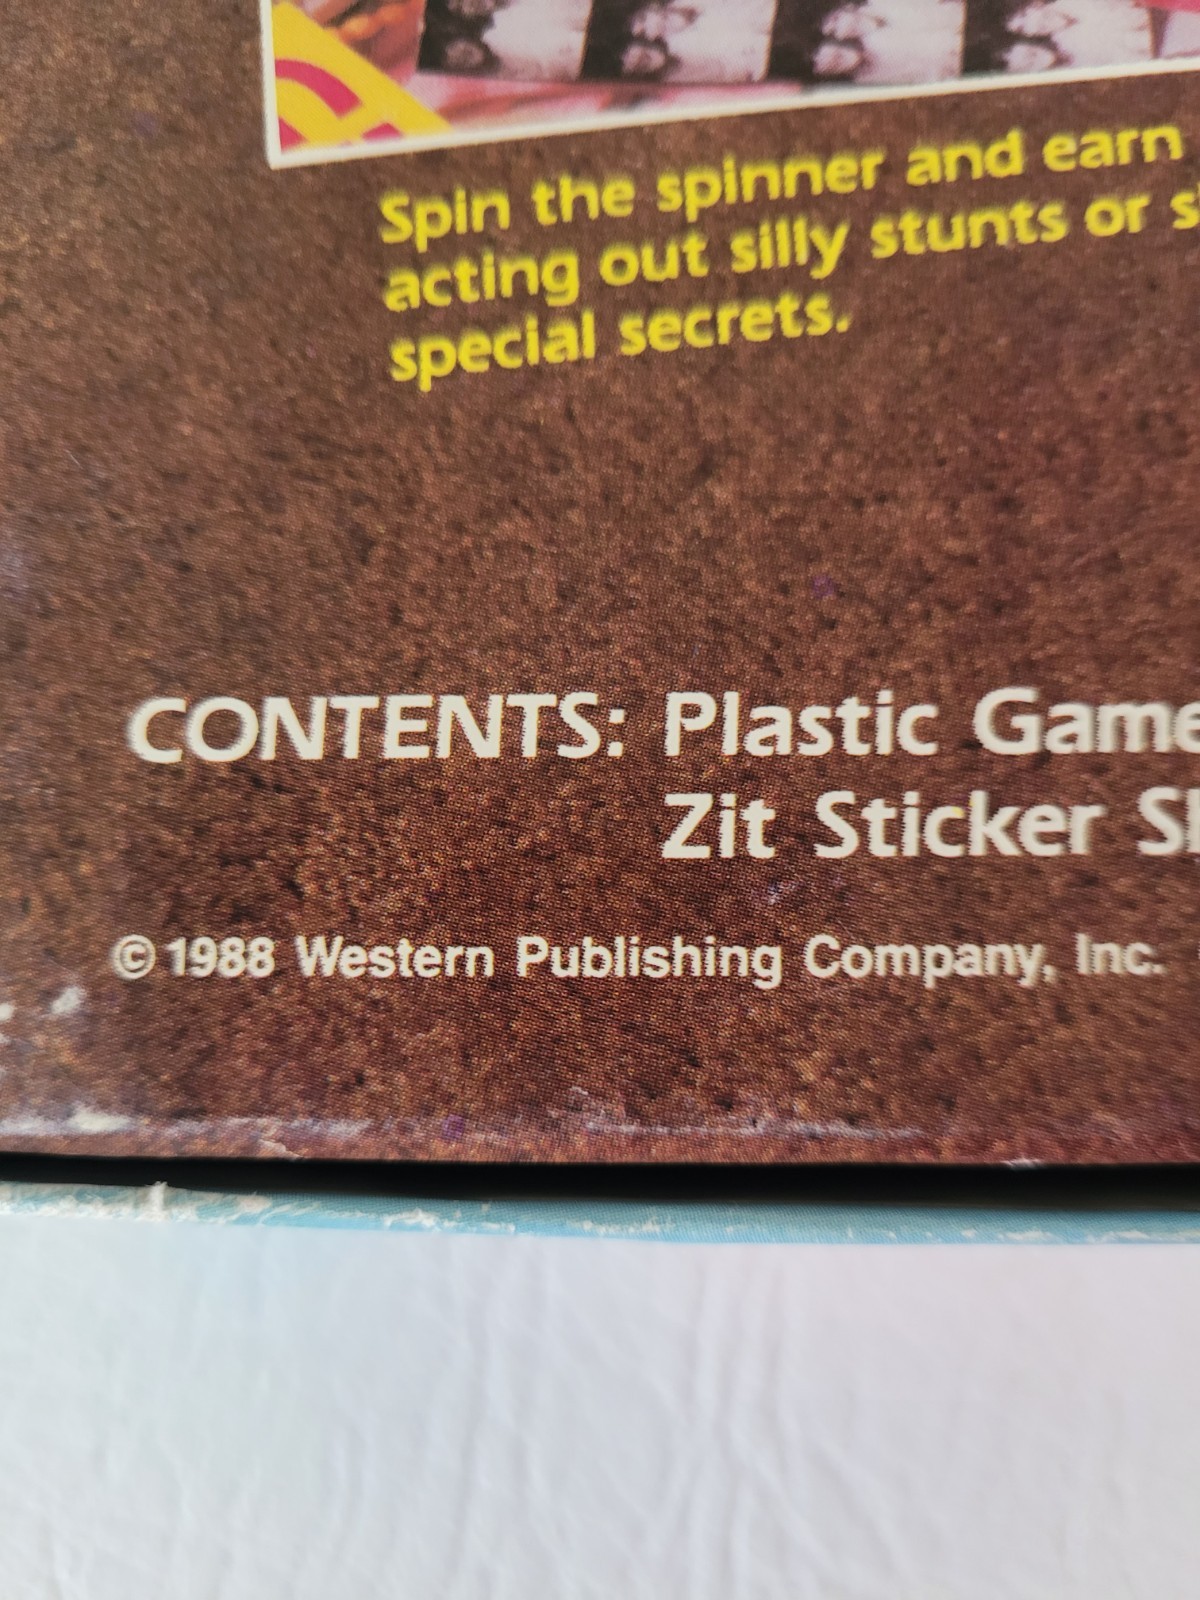 Spin the spinner and earn
acting out silly stunts or
special secrets.
CONTENTS: Plastic Game
Zit Sticker
© 1988 Western Publishing Company, Inc.